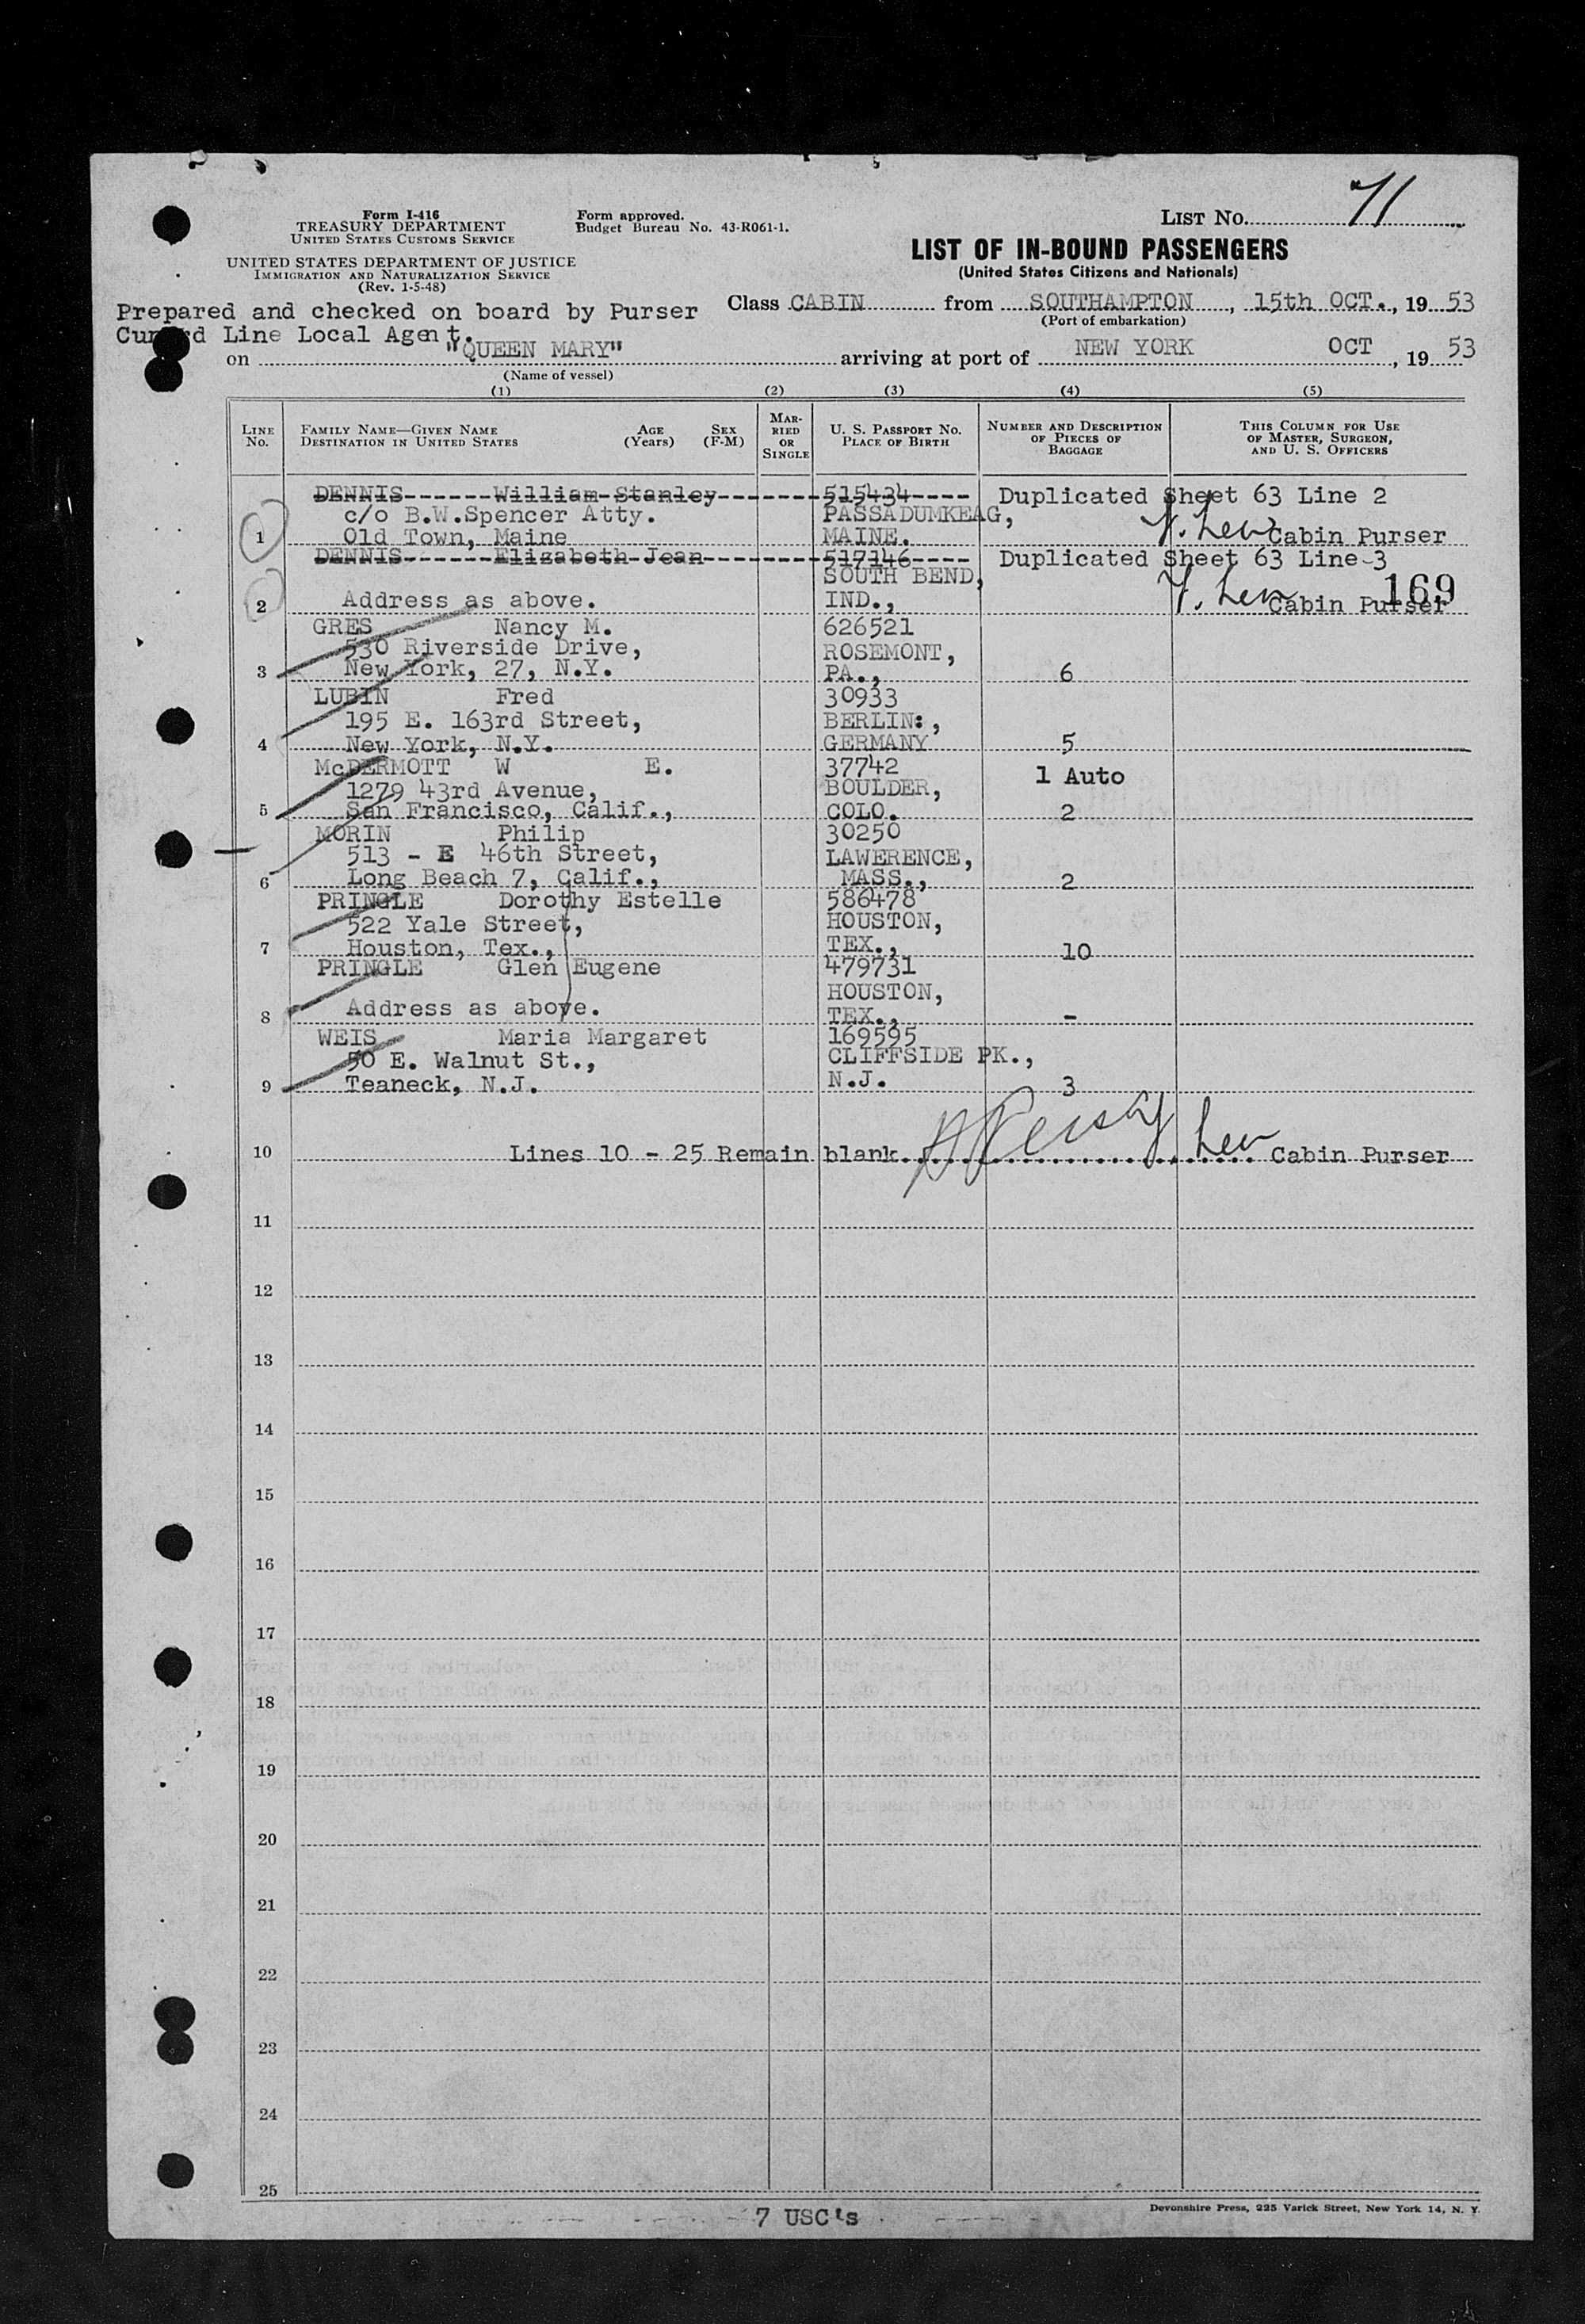 71
Form I-416
TREASURY DEPARTMENT
UNITED STATES CUSTOMS SERVICE
Form approved.
Budget Bureau No. 43-R061-1.
LIST No.
UNITED STATES DEPARTMENT OF JUSTICE
IMMIGRATION AND NATURALIZATION SERVICE
(Rev. 1-5-48)
LIST OF IN-BOUND PASSENGERS
(United States Citizens and Nationals)
Prepared and checked on board by Purser
Class CABIN from SOUTHAMPTON, 15th OCT., 19 53
(Port of embarkation)
Line Local Agent.
on "QUEEN MARY" arriving at port of NEW YORK OCT, 19 53
(Name of vessel)
(1) (2) (3) (4) (5)
LINE No. FAMILY NAME—GIVEN NAME DESTINATION IN UNITED STATES AGE (Years) SEX (F-M) MARRIED OR SINGLE U. S. PASSPORT No. PLACE OF BIRTH NUMBER AND DESCRIPTION OF PIECES OF BAGGAGE THIS COLUMN FOR USE OF MASTER, SURGEON, AND U. S. OFFICERS
DENNIS------William-Stanley--------515434---- Duplicated Sheet 63 Line 2
c/o B.W.Spencer Atty. PASSADUMKEAG,
1 Old Town, Maine MAINE. Cabin Purser
DENNIS------Elizabeth-Jean---------517146---- Duplicated Sheet 63 Line-3
SOUTH BEND,
169
2 Address as above. IND., Cabin Purser
GRES Nancy M. 626521
530 Riverside Drive, ROSEMONT,
3 New York, 27, N.Y. PA., 6
LUBIN Fred 30933
195 E. 163rd Street, BERLIN:,
4 New York, N.Y. GERMANY 5
McDERMOTT W E. 37742 1 Auto
1279 43rd Avenue, BOULDER,
5 San Francisco, Calif., COLO. 2
MORIN Philip 30250
513 - E 46th Street, LAWERENCE,
6 Long Beach 7, Calif., MASS., 2
PRINGLE Dorothy Estelle 586478
522 Yale Street, HOUSTON,
7 Houston, Tex., TEX., 10
PRINGLE Glen Eugene 479731
HOUSTON,
8 Address as above. TEX., -
WEIS Maria Margaret 169595
50 E. Walnut St., CLIFFSIDE PK.,
9 Teaneck, N.J. N.J. 3
10 Lines 10 - 25 Remain blank. Cabin Purser
11
12
13
14
15
16
17
18
19
20
21
22
23
24
25
7 USC's
Devonshire Press, 225 Varick Street, New York 14, N. Y.